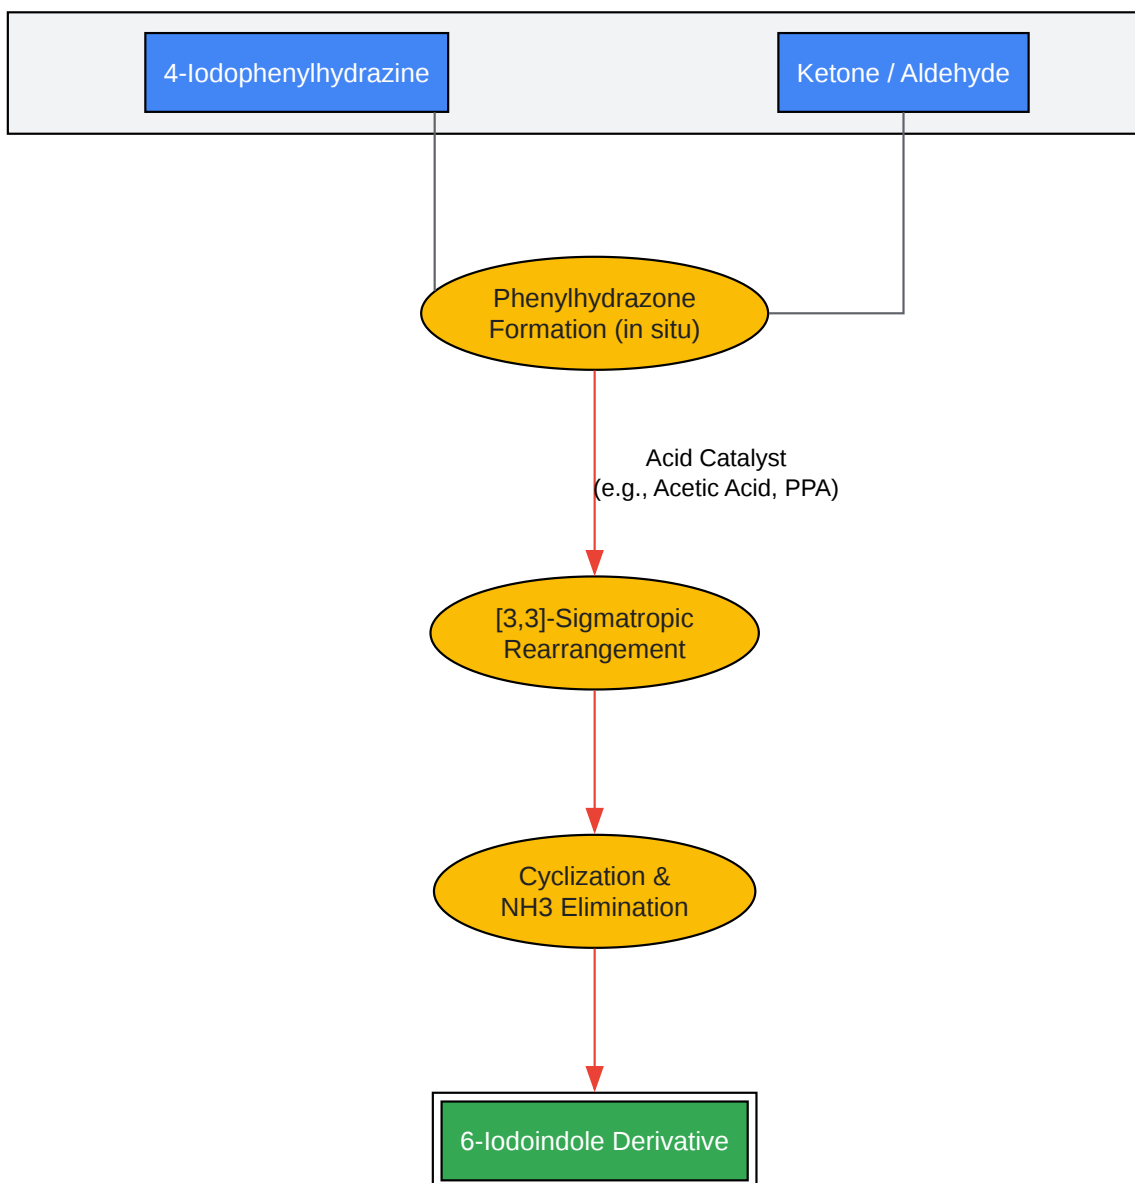 4-Iodophenylhydrazine
Ketone / Aldehyde
Phenylhydrazone
Formation (in situ)
Acid Catalyst
(e.g., Acetic Acid, PPA)
[3,3]-Sigmatropic
Rearrangement
Cyclization &
NH3 Elimination
6-Iodoindole Derivative